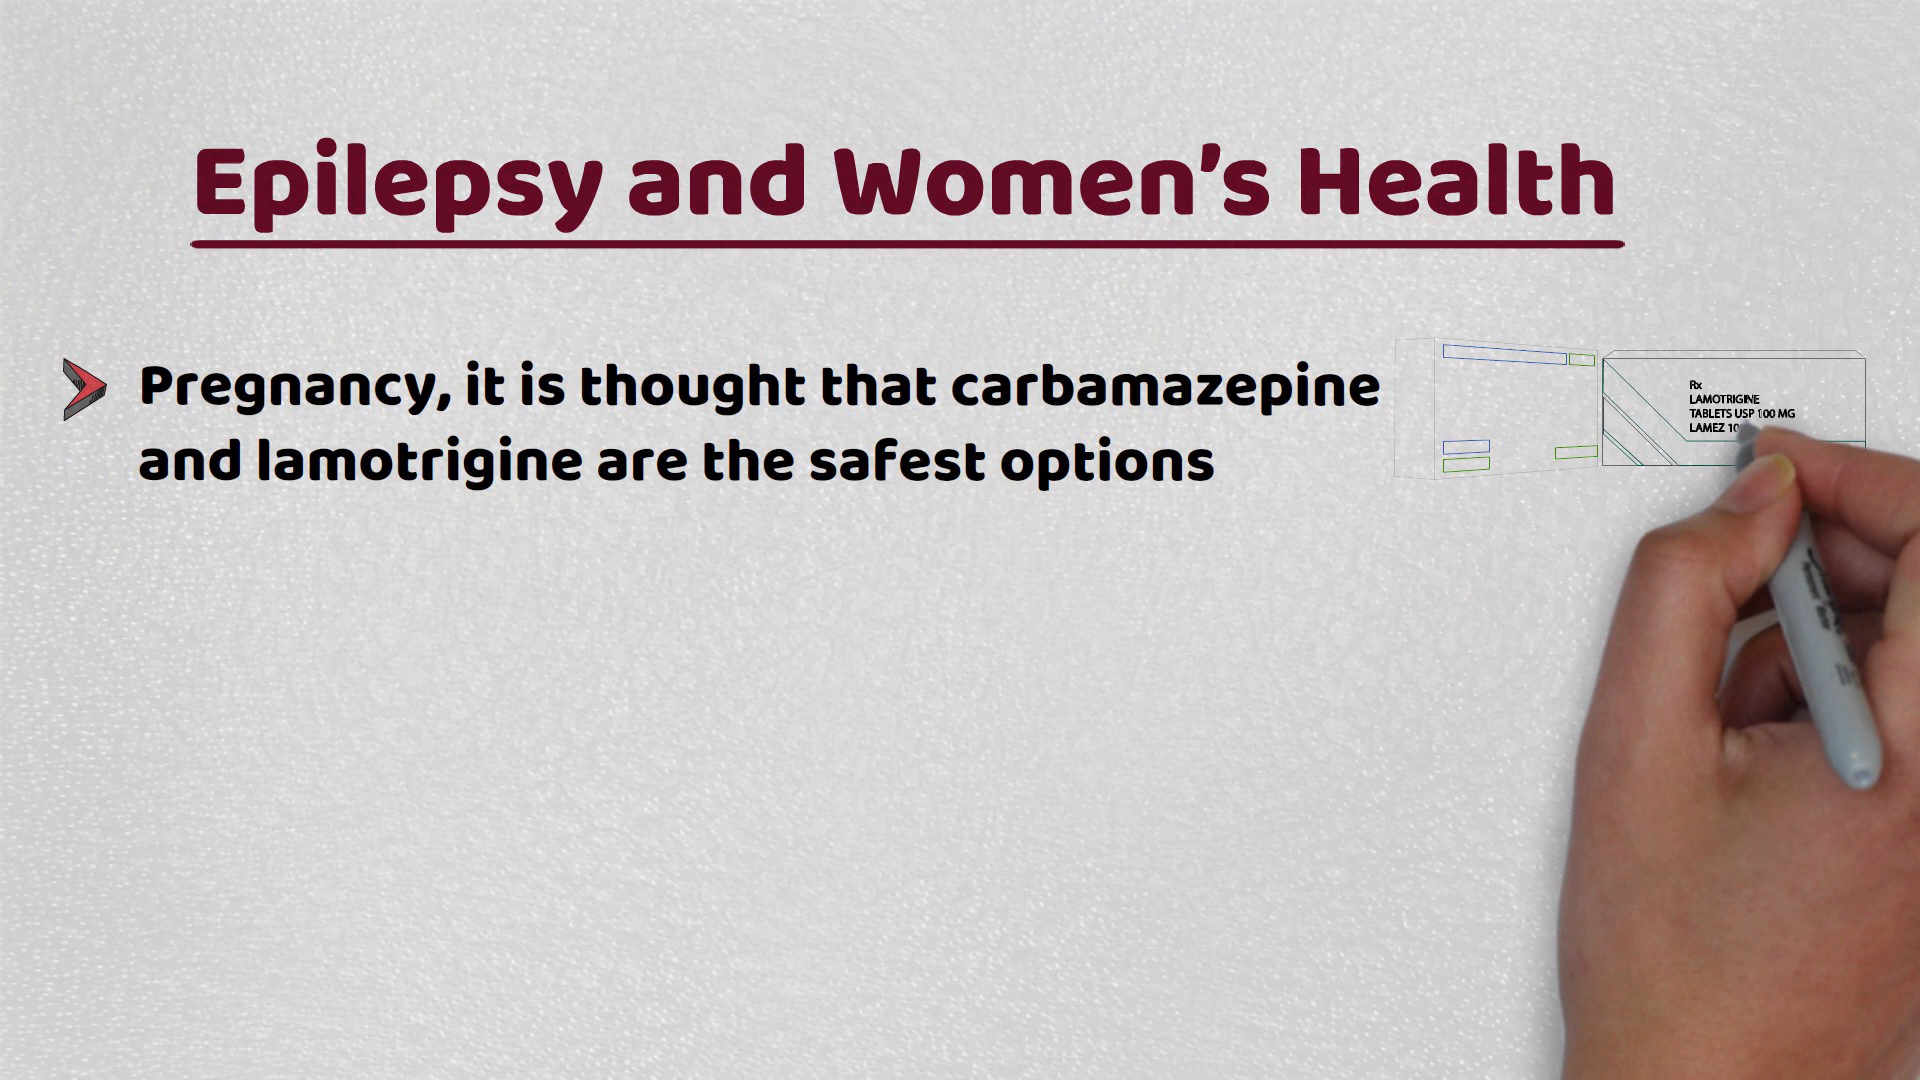 Epilepsy and Women’s Health
Pregnancy, it is thought that carbamazepine
and lamotrigine are the safest options
Rx
LAMOTRIGINE
TABLETS USP 100 MG
LAMEZ